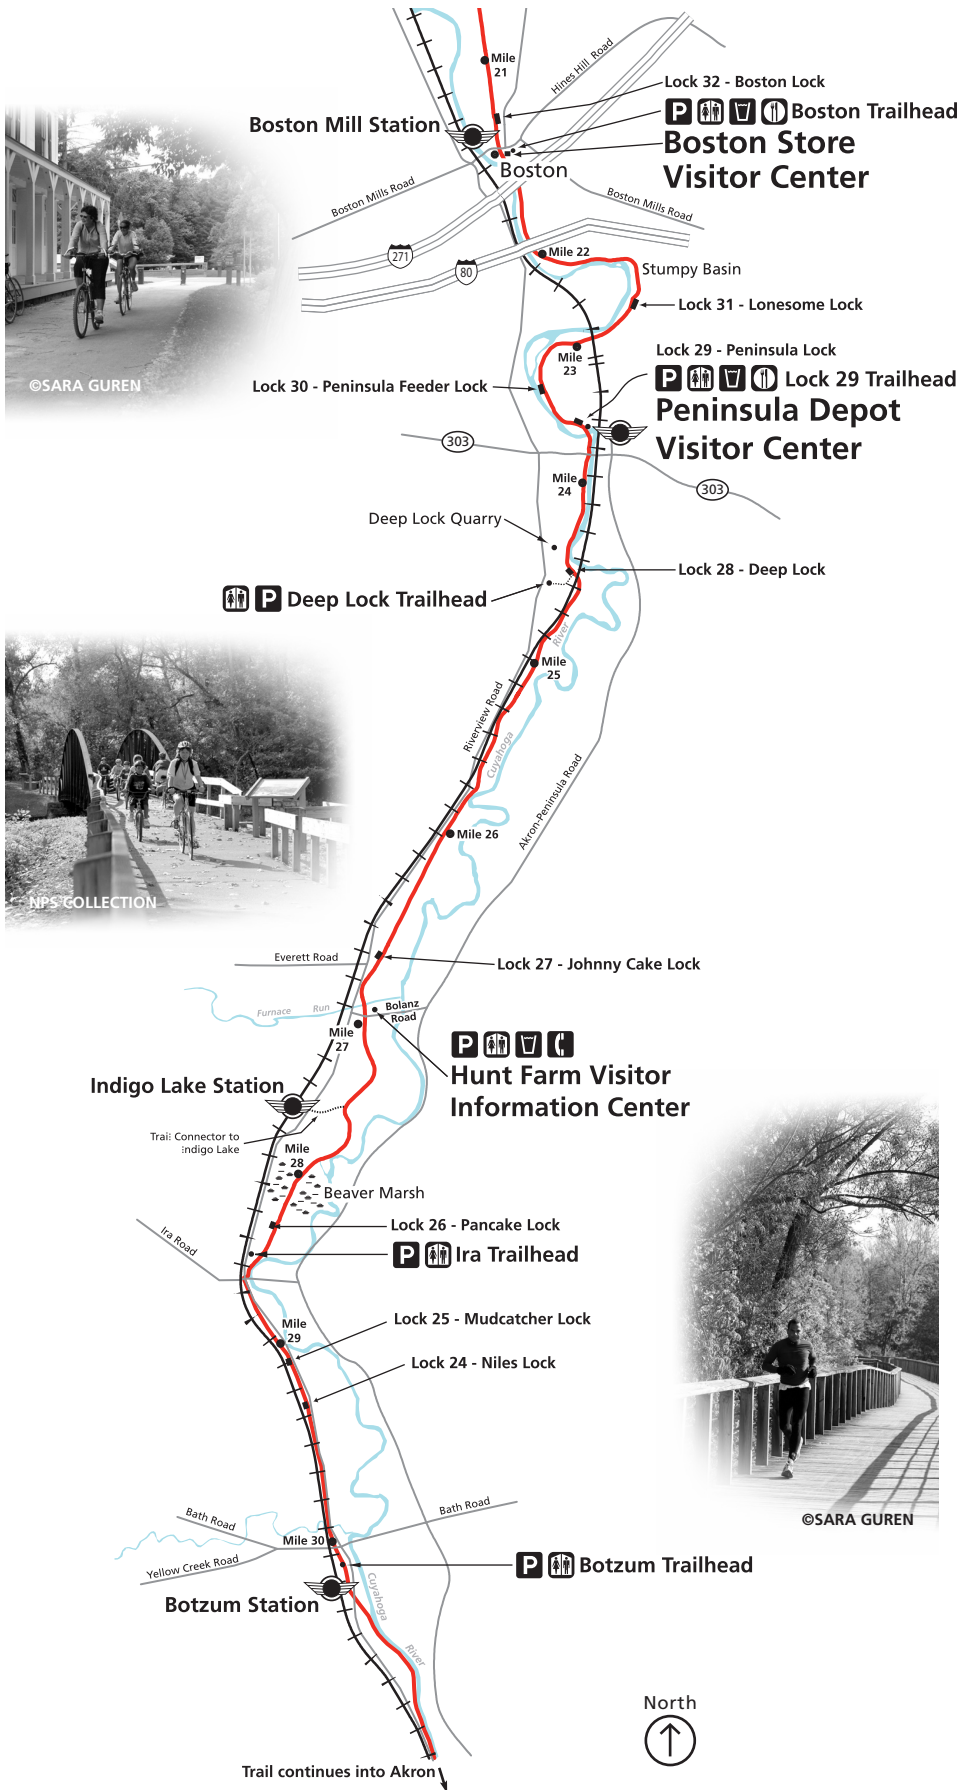 Mile
21
Hines Hill Road
Lock 32 - Boston Lock
P
Boston Trailhead
Boston Mill Station
Boston Store
Visitor Center
Boston
Boston Mills Road
Boston Mills Road
271
80
Mile 22
Stumpy Basin
Lock 31 - Lonesome Lock
©SARA GUREN
Mile
23
Lock 29 - Peninsula Lock
P
Lock 29 Trailhead
Lock 30 - Peninsula Feeder Lock
Peninsula Depot
Visitor Center
303
303
Mile
24
Deep Lock Quarry
Lock 28 - Deep Lock
P Deep Lock Trailhead
River
Mile
25
Riverview Road
Cuyahoga
Akron-Peninsula Road
Mile 26
NPS COLLECTION
Everett Road
Lock 27 - Johnny Cake Lock
Furnace Run
Bolanz
Road
Mile
27
P
Hunt Farm Visitor
Information Center
Indigo Lake Station
Trail Connector to
Indigo Lake
Mile
28
Beaver Marsh
Lock 26 - Pancake Lock
Ira Road
P Ira Trailhead
Mile
29
Lock 25 - Mudcatcher Lock
Lock 24 - Niles Lock
©SARA GUREN
Bath Road
Bath Road
Mile 30
Yellow Creek Road
P Botzum Trailhead
Botzum Station
Cuyahoga
River
North
Trail continues into Akron